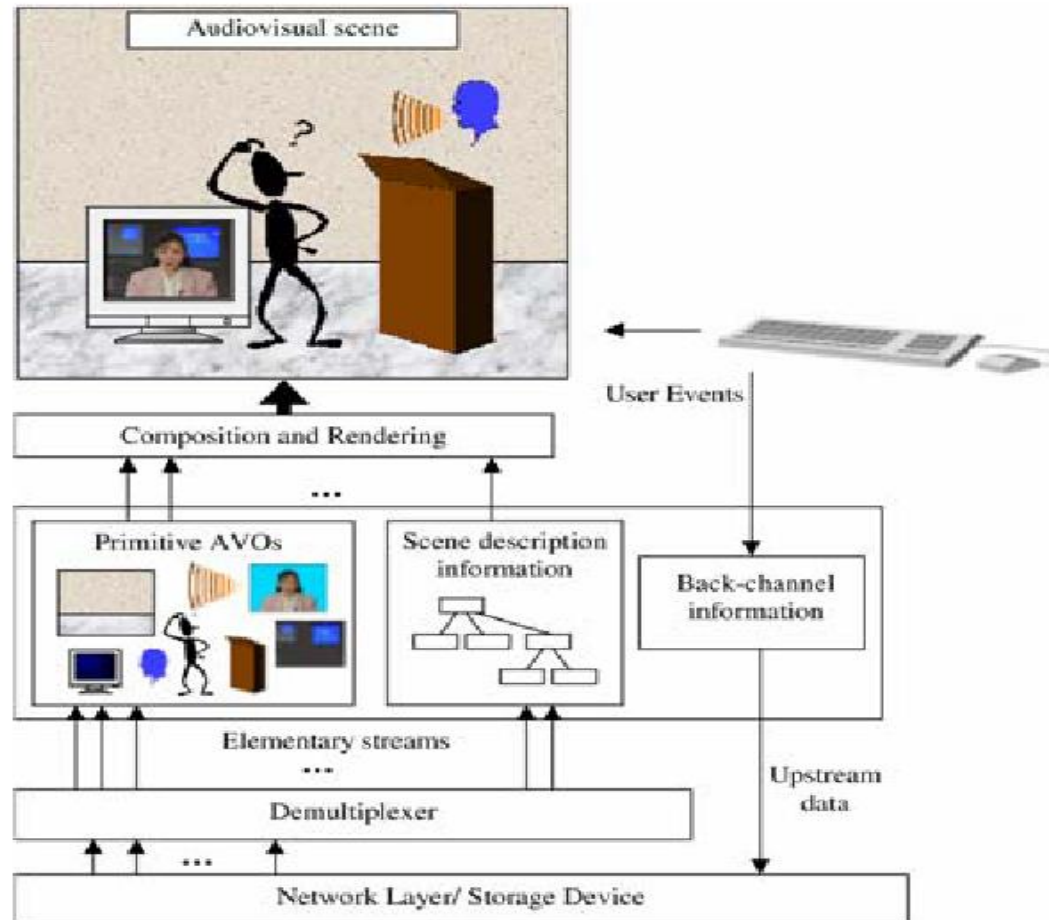 Audiovisual scene
?
User Events
Composition and Rendering
...
Primitive AVOs
Scene description
information
Back-channel
information
Elementary streams
...
Upstream
data
Demultiplexer
...
Network Layer/ Storage Device